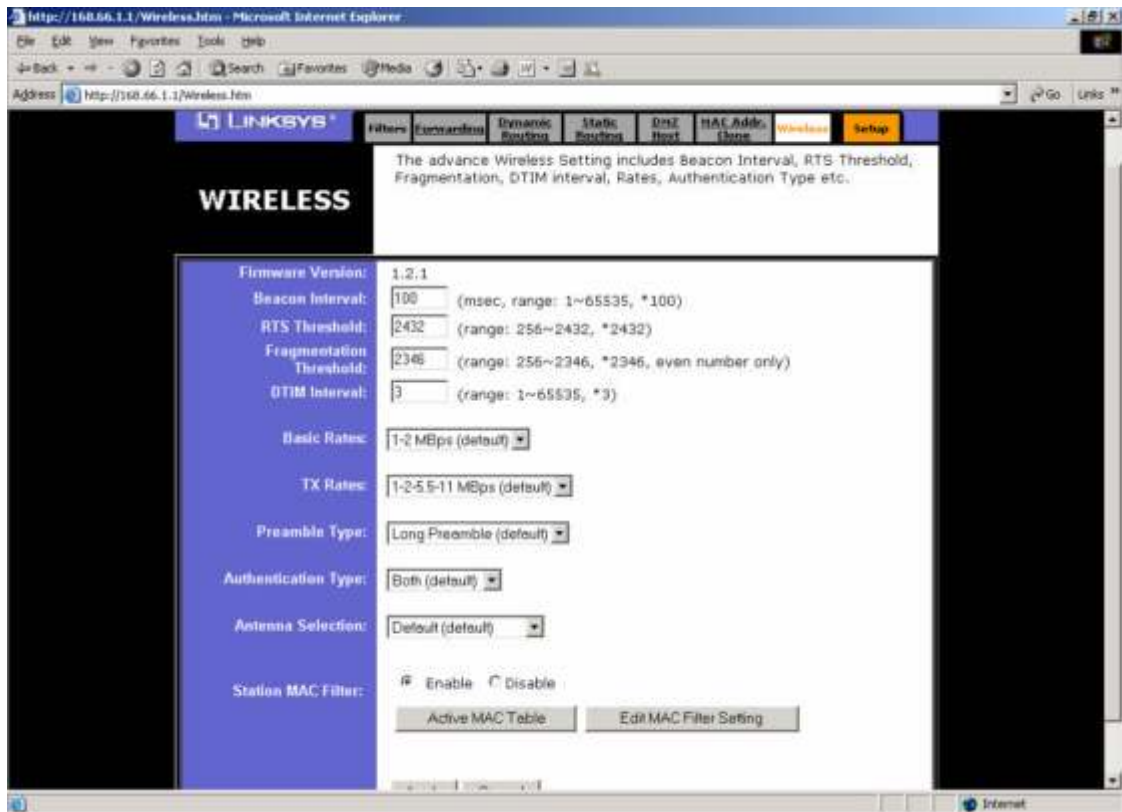 http://168.66.1.1/Wireless.htm - Microsoft Internet Explorer
File Edit View Favorites Tools Help
Back Search Favorites Media
Address http://168.66.1.1/Wireless.htm Go Links »
LINKSYS® Filters Forwarding Dynamic Routing Static Routing DMZ Host MAC Addr. Clone Wireless Setup
WIRELESS
The advance Wireless Setting includes Beacon Interval, RTS Threshold,
Fragmentation, DTIM interval, Rates, Authentication Type etc.
Firmware Version: 1.2.1
Beacon Interval: 100 (msec, range: 1~65535, *100)
RTS Threshold: 2432 (range: 256~2432, *2432)
Fragmentation Threshold: 2346 (range: 256~2346, *2346, even number only)
DTIM Interval: 3 (range: 1~65535, *3)
Basic Rates: 1-2 MBps (default)
TX Rates: 1-2-5.5-11 MBps (default)
Preamble Type: Long Preamble (default)
Authentication Type: Both (default)
Antenna Selection: Default (default)
Station MAC Filter: Enable Disable
Active MAC Table Edit MAC Filter Setting
Internet